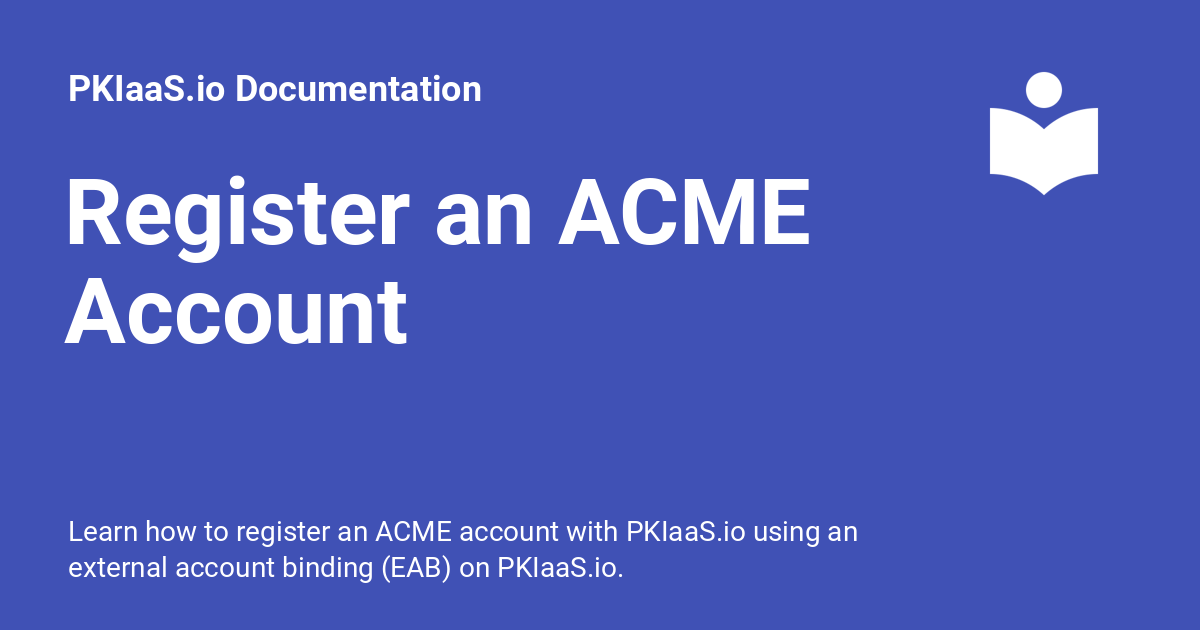 PKIaaS.io Documentation
Register an ACME
Account
Learn how to register an ACME account with PKIaaS.io using an
external account binding (EAB) on PKIaaS.io.